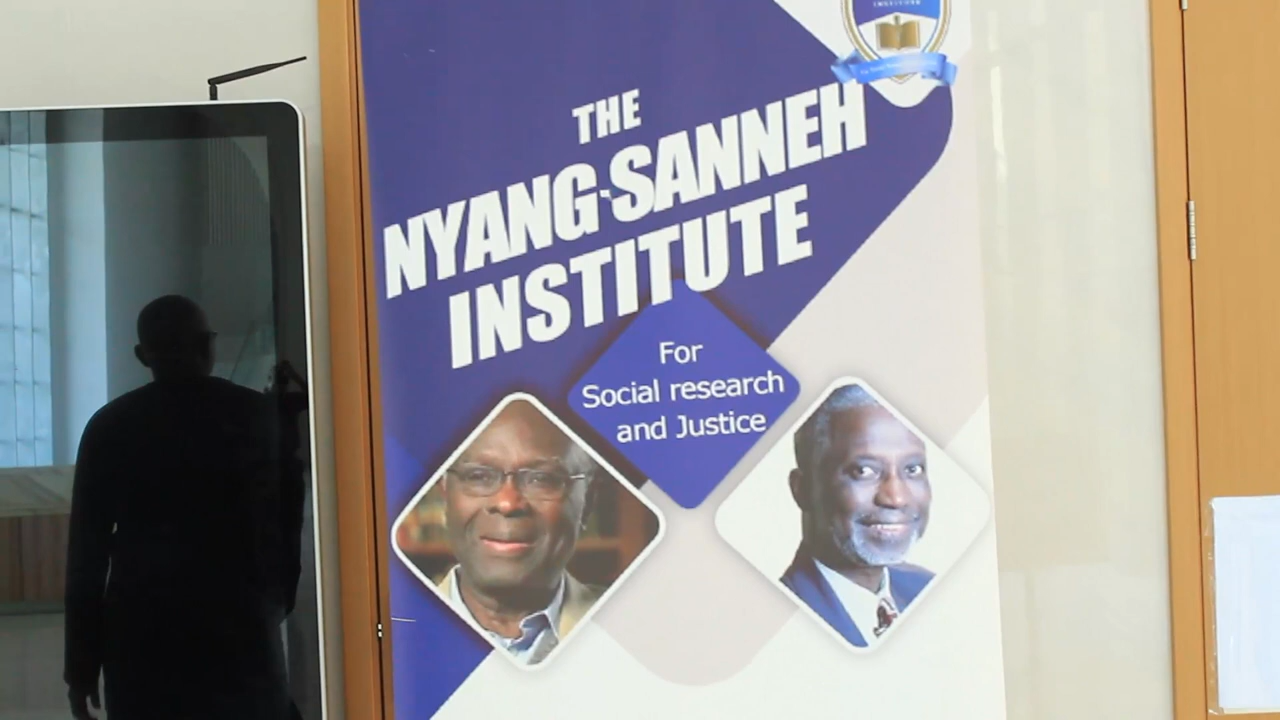 THE
NYANG-SANNEH
INSTITUTE
For
Social research
and Justice